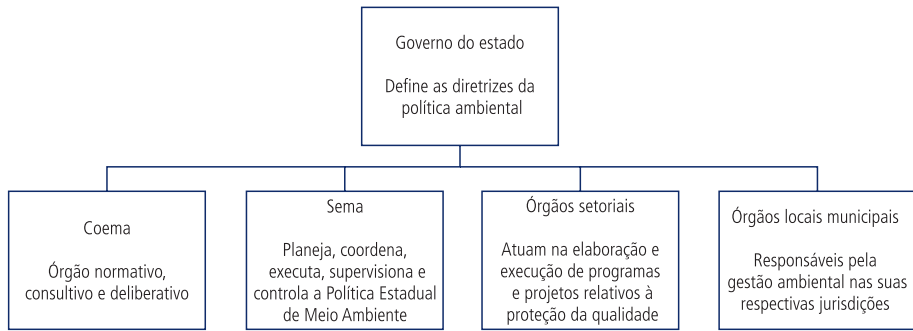 Governo do estado
Define as diretrizes da
política ambiental
Coema
Órgão normativo,
consultivo e deliberativo
Sema
Planeja, coordena,
executa, supervisiona e
controla a Política Estadual
de Meio Ambiente
Órgãos setoriais
Atuam na elaboração e
execução de programas
e projetos relativos à
proteção da qualidade
Órgãos locais municipais
Responsáveis pela
gestão ambiental nas suas
respectivas jurisdições